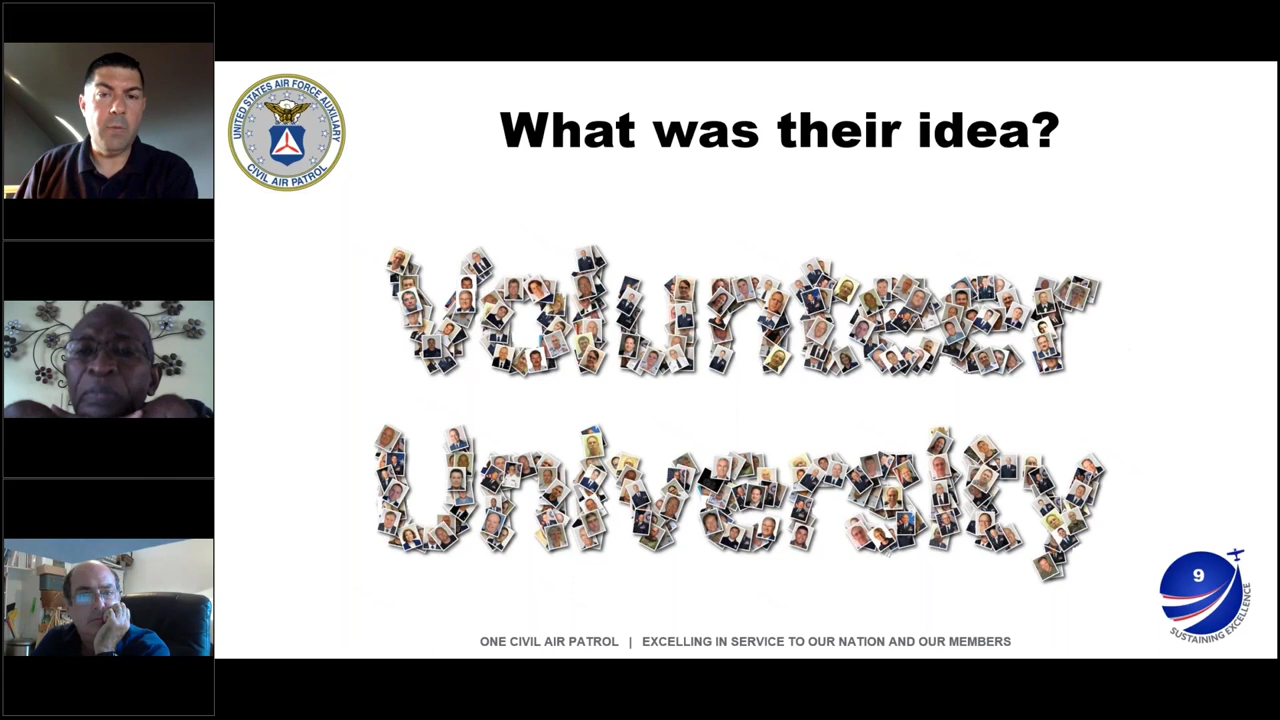 UNITED STATES AIR FORCE AUXILIARY
CIVIL AIR PATROL
What was their idea?
Volunteer
University
9
SUSTAINING EXCELLENCE
ONE CIVIL AIR PATROL | EXCELLING IN SERVICE TO OUR NATION AND OUR MEMBERS